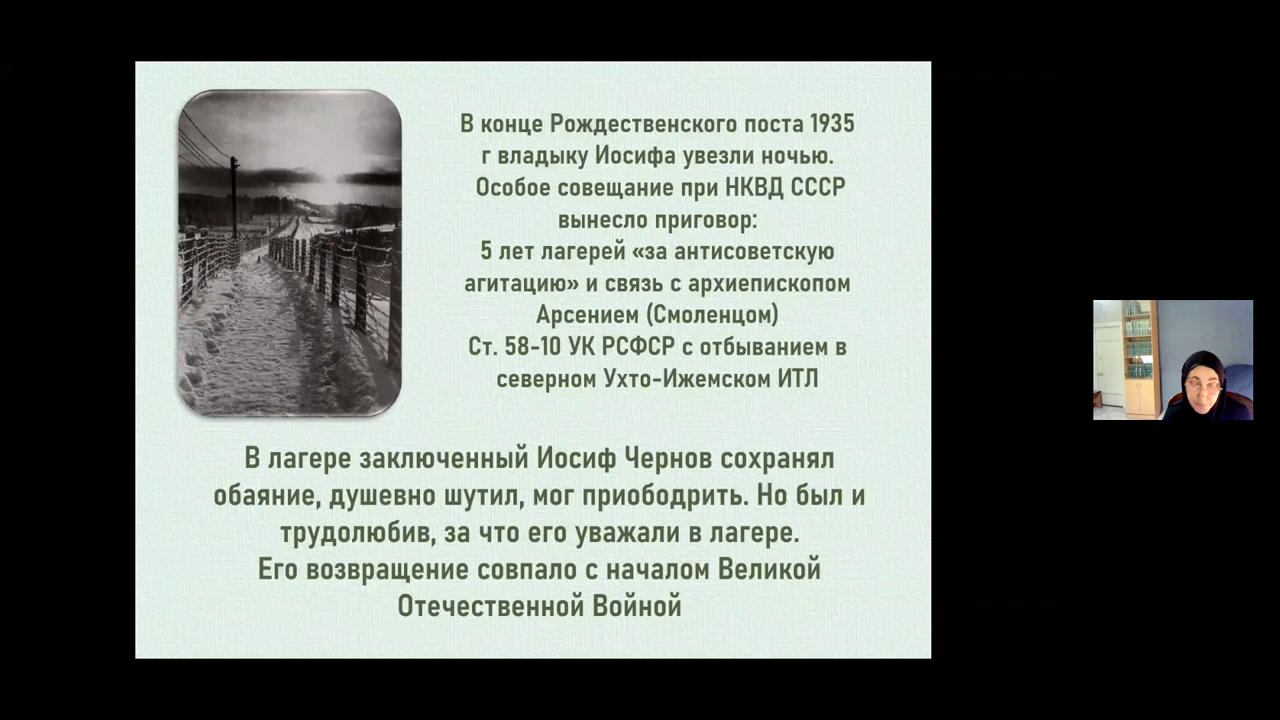 В конце Рождественского поста 1935
г владыку Иосифа увезли ночью.
Особое совещание при НКВД СССР
вынесло приговор:
5 лет лагерей «за антисоветскую
агитацию» и связь с архиепископом
Арсением (Смоленцом)
Ст. 58-10 УК РСФСР с отбыванием в
северном Ухто-Ижемском ИТЛ
В лагере заключенный Иосиф Чернов сохранял
обаяние, душевно шутил, мог приободрить. Но был и
трудолюбив, за что его уважали в лагере.
Его возвращение совпало с началом Великой
Отечественной Войной